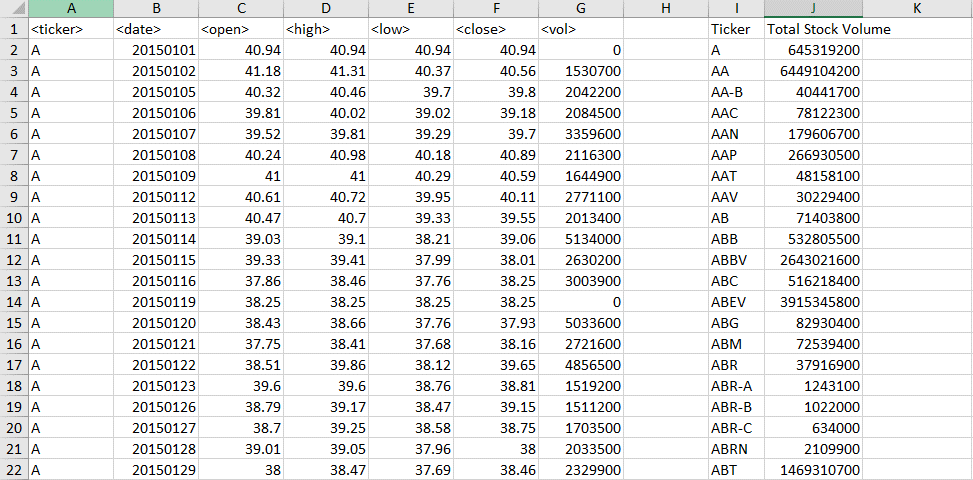 A B C D E F G H I J K
1 <ticker> <date> <open> <high> <low> <close> <vol> Ticker Total Stock Volume
2 A 20150101 40.94 40.94 40.94 40.94 0 A 645319200
3 A 20150102 41.18 41.31 40.37 40.56 1530700 AA 6449104200
4 A 20150105 40.32 40.46 39.7 39.8 2042200 AA-B 40441700
5 A 20150106 39.81 40.02 39.02 39.18 2084500 AAC 78122300
6 A 20150107 39.52 39.81 39.29 39.7 3359600 AAN 179606700
7 A 20150108 40.24 40.98 40.18 40.89 2116300 AAP 266930500
8 A 20150109 41 41 40.29 40.59 1644900 AAT 48158100
9 A 20150112 40.61 40.72 39.95 40.11 2771100 AAV 30229400
10 A 20150113 40.47 40.7 39.33 39.55 2013400 AB 71403800
11 A 20150114 39.03 39.1 38.21 39.06 5134000 ABB 532805500
12 A 20150115 39.33 39.41 37.99 38.01 2630200 ABBV 2643021600
13 A 20150116 37.86 38.46 37.76 38.25 3003900 ABC 516218400
14 A 20150119 38.25 38.25 38.25 38.25 0 ABEV 3915345800
15 A 20150120 38.43 38.66 37.76 37.93 5033600 ABG 82930400
16 A 20150121 37.75 38.41 37.68 38.16 2721600 ABM 72539400
17 A 20150122 38.51 39.86 38.12 39.65 4856500 ABR 37916900
18 A 20150123 39.6 39.6 38.76 38.81 1519200 ABR-A 1243100
19 A 20150126 38.79 39.17 38.47 39.15 1511200 ABR-B 1022000
20 A 20150127 38.7 39.25 38.58 38.75 1703500 ABR-C 634000
21 A 20150128 39.01 39.05 37.96 38 2033500 ABRN 2109900
22 A 20150129 38 38.47 37.69 38.46 2329900 ABT 1469310700